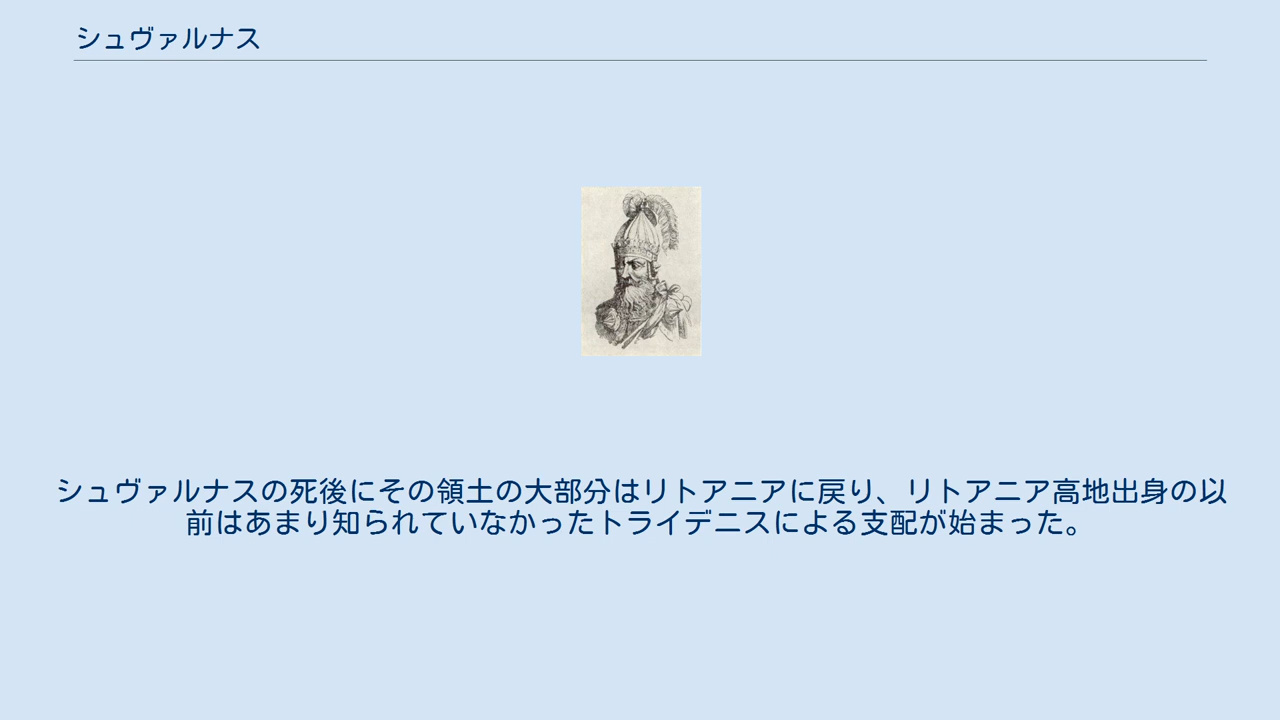 シュヴァルナス
シュヴァルナスの死後にその領土の大部分はリトアニアに戻り、リトアニア高地出身の以
前はあまり知られていなかったトライデニスによる支配が始まった。